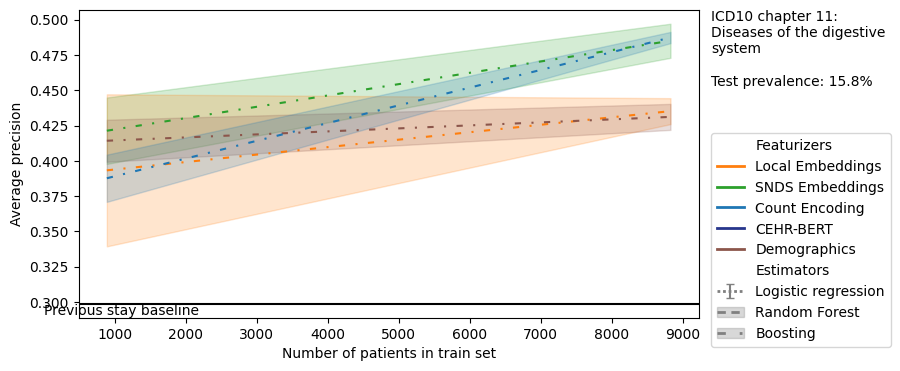 ICD10 chapter 11:
Diseases of the digestive
system
Test prevalence: 15.8%
Average precision
0.500
0.475
0.450
0.425
0.400
0.375
0.350
0.325
0.300
Previous stay baseline
1000 2000 3000 4000 5000 6000 7000 8000 9000
Number of patients in train set
Featurizers
Local Embeddings
SNDS Embeddings
Count Encoding
CEHR-BERT
Demographics
Estimators
Logistic regression
Random Forest
Boosting